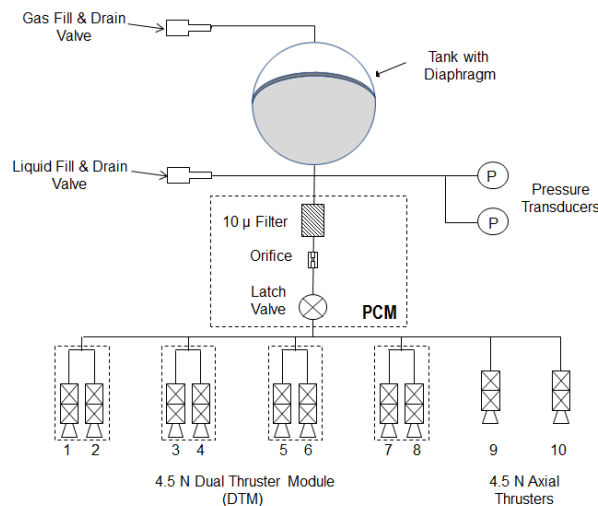 Gas Fill & Drain
Valve
Tank with
Diaphragm
Liquid Fill & Drain
Valve
P
P
Pressure
Transducers
10 µ Filter
Orifice
Latch
Valve
PCM
1 2 3 4 5 6 7 8 9 10
4.5 N Dual Thruster Module
(DTM)
4.5 N Axial
Thrusters